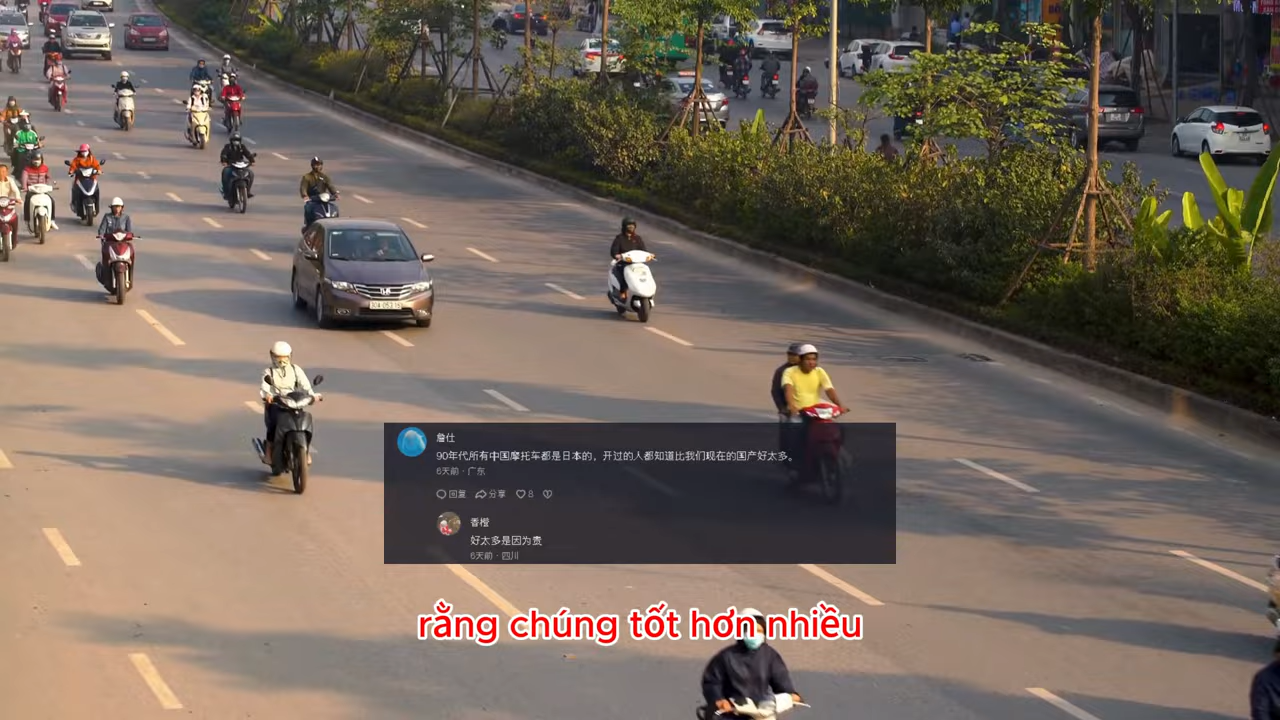 詹仕
90年代所有中国摩托车都是日本的，开过的人都知道比我们现在的国产好太多。
6天前 · 广东
回复 分享 8
香橙
好太多是因为贵
6天前 · 四川
rằng chúng tốt hơn nhiều